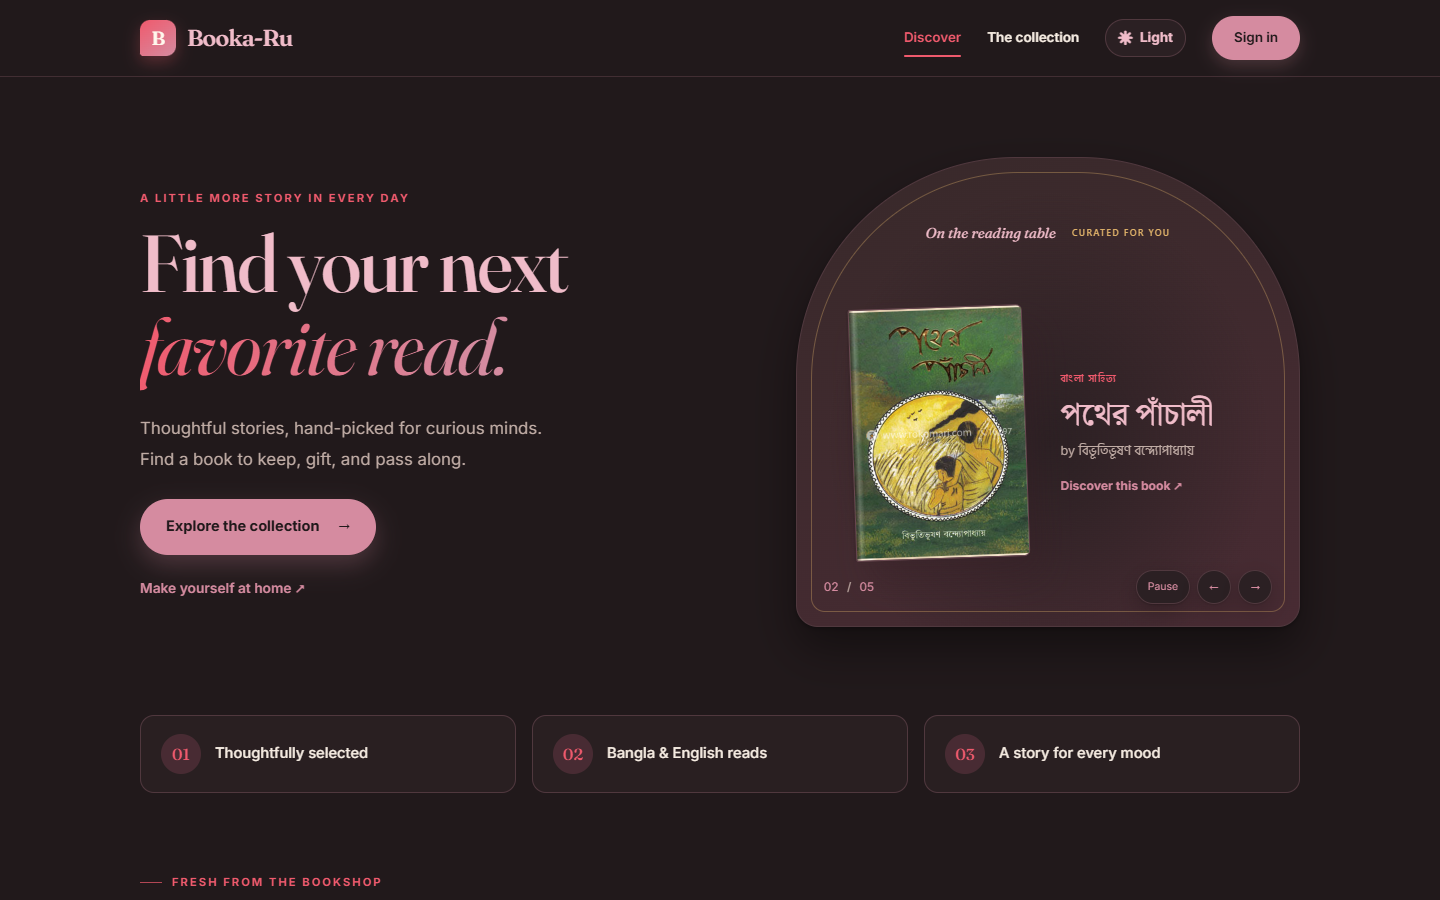 B Booka-Ru
Discover The collection Light Sign in
A LITTLE MORE STORY IN EVERY DAY
Find your next
favorite read.
Thoughtful stories, hand-picked for curious minds.
Find a book to keep, gift, and pass along.
Explore the collection →
Make yourself at home ↗
On the reading table CURATED FOR YOU
পথের
পাঁচালী
বিভূতিভূষণ বন্দ্যোপাধ্যায়
বাংলা সাহিত্য
পথের পাঁচালী
by বিভূতিভূষণ বন্দ্যোপাধ্যায়
Discover this book ↗
02 / 05
Pause ← →
01 Thoughtfully selected
02 Bangla & English reads
03 A story for every mood
FRESH FROM THE BOOKSHOP